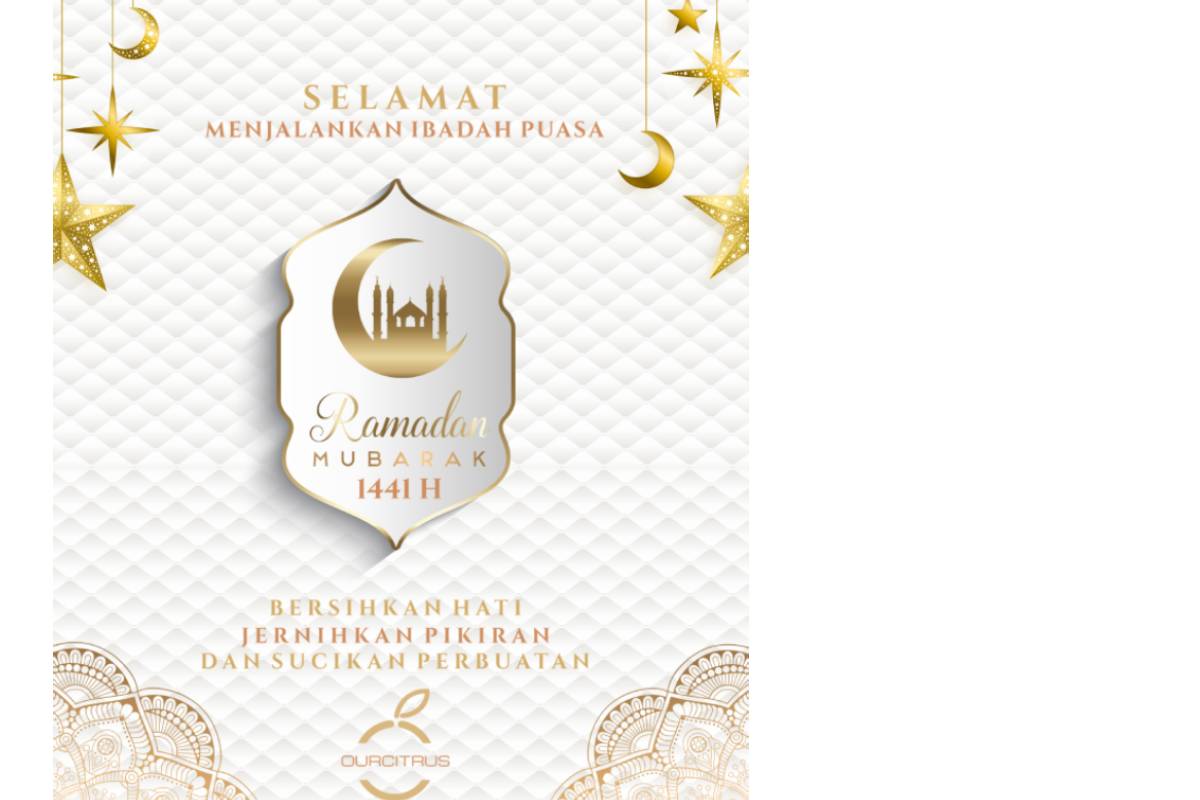 SELAMAT
MENJALANKAN IBADAH PUASA
Ramadan
MUBARAK
1441 H
BERSIHKAN HATI
JERNIHKAN PIKIRAN
DAN SUCIKAN PERBUATAN
OURCITRUS